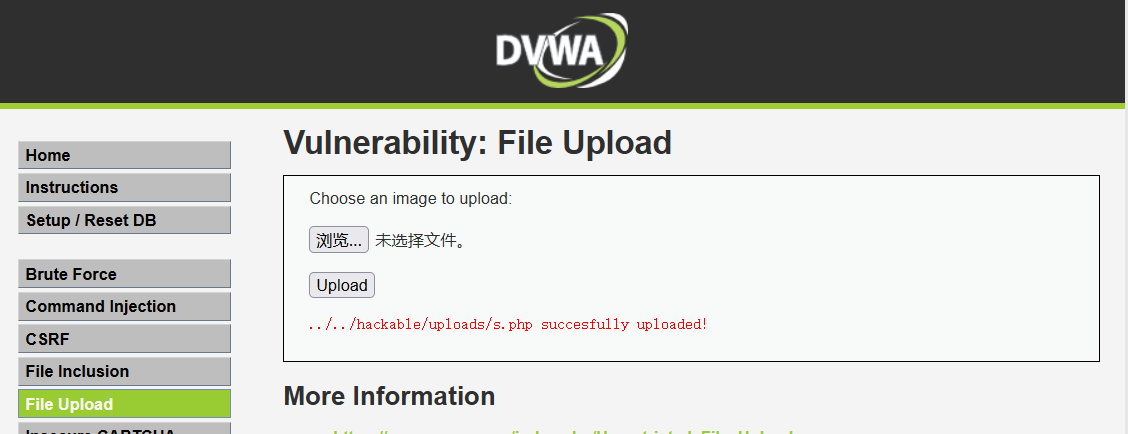 DVWA
Vulnerability: File Upload
Home
Instructions
Setup / Reset DB
Brute Force
Command Injection
CSRF
File Inclusion
File Upload
Choose an image to upload:
浏览... 未选择文件。
Upload
../../hackable/uploads/s.php succesfully uploaded!
More Information